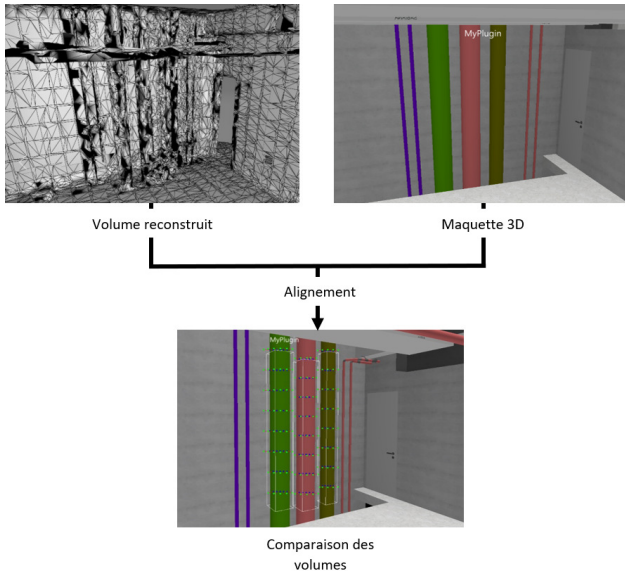 MyPlugin
Volume reconstruit
Maquette 3D
Alignement
MyPlugin
Comparaison des
volumes